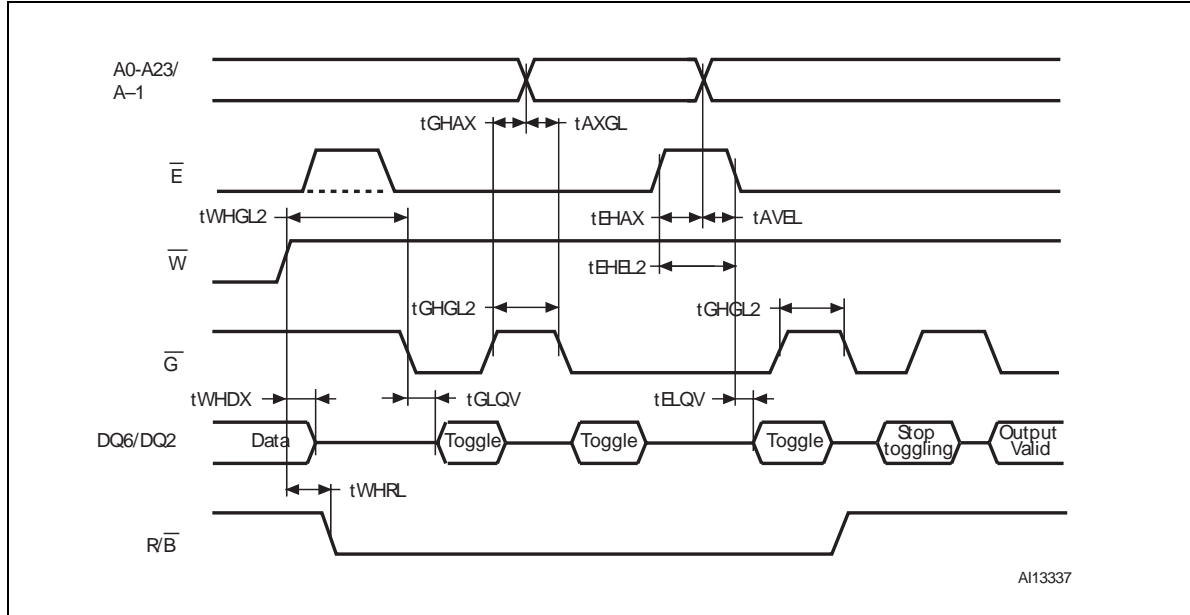 A0-A23/
A–1
tGHAX
tAXGL
E
tWHGL2
tEHAX
tAVEL
W
tEHEL2
tGHGL2
tGHGL2
G
tWHDX
tGLQV
tELQV
DQ6/DQ2
Data
Toggle
Toggle
Toggle
Stop
toggling
Output
Valid
tWHRL
R/B
AI13337